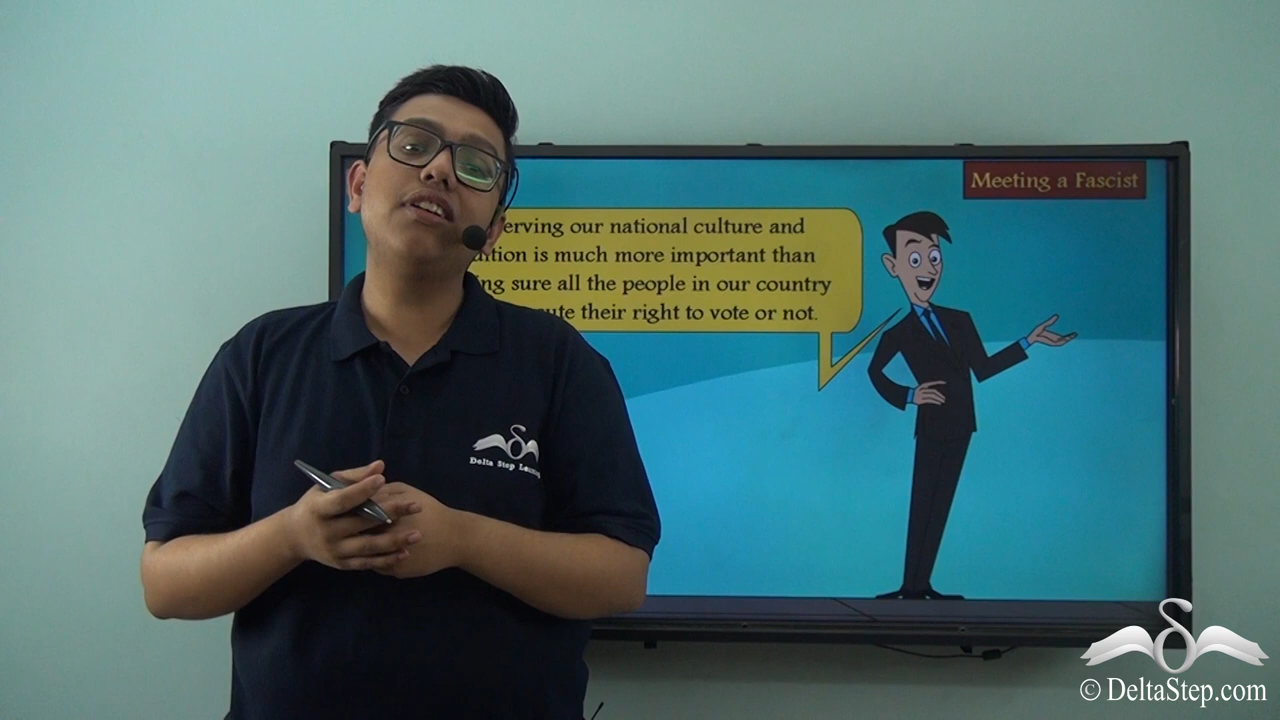 Meeting a Fascist
erving our national culture and
ition is much more important than
ing sure all the people in our country
ute their right to vote or not.
Delta Step
© DeltaStep.com